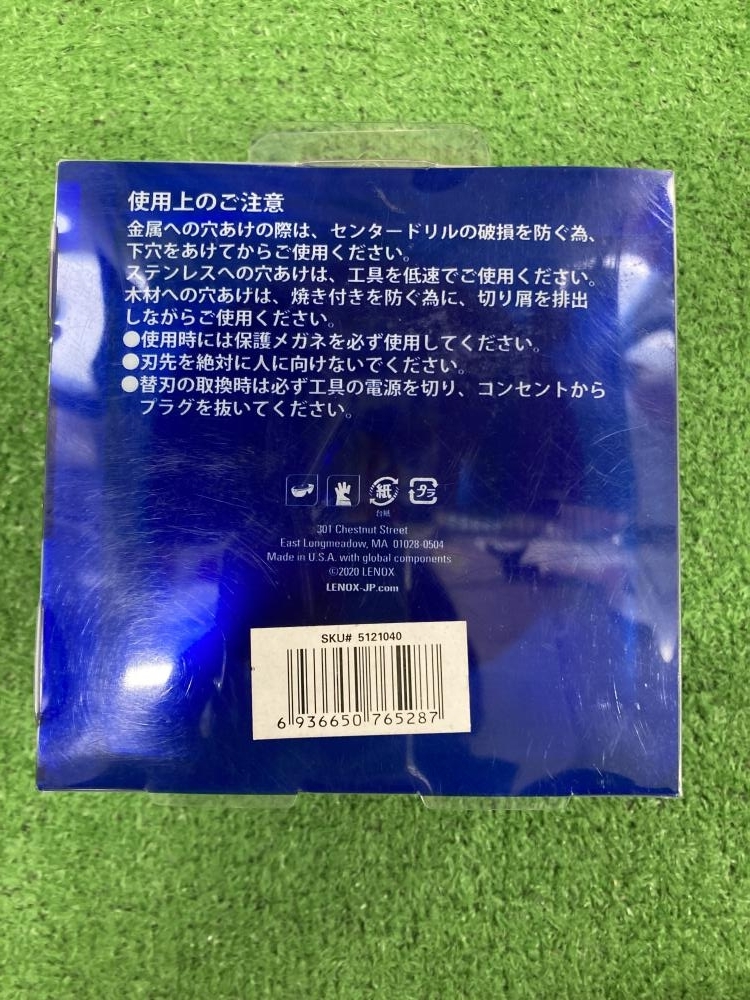 使用上のご注意
金属への穴あけの際は、センタードリルの破損を防ぐ為、
下穴をあけてからご使用ください。
ステンレスへの穴あけは、工具を低速でご使用ください。
木材への穴あけは、焼き付きを防ぐ為に、切り屑を排出
しながらご使用ください。
●使用時には保護メガネを必ず使用してください。
●刃先を絶対に人に向けないでください。
●替刃の取換時は必ず工具の電源を切り、コンセントから
プラグを抜いてください。
紙 プラ
台紙
301 Chestnut Street
East Longmeadow, MA 01028-0504
Made in U.S.A. with global components
©2020 LENOX
LENOX-JP.com
SKU# 5121040
6 936650 765287